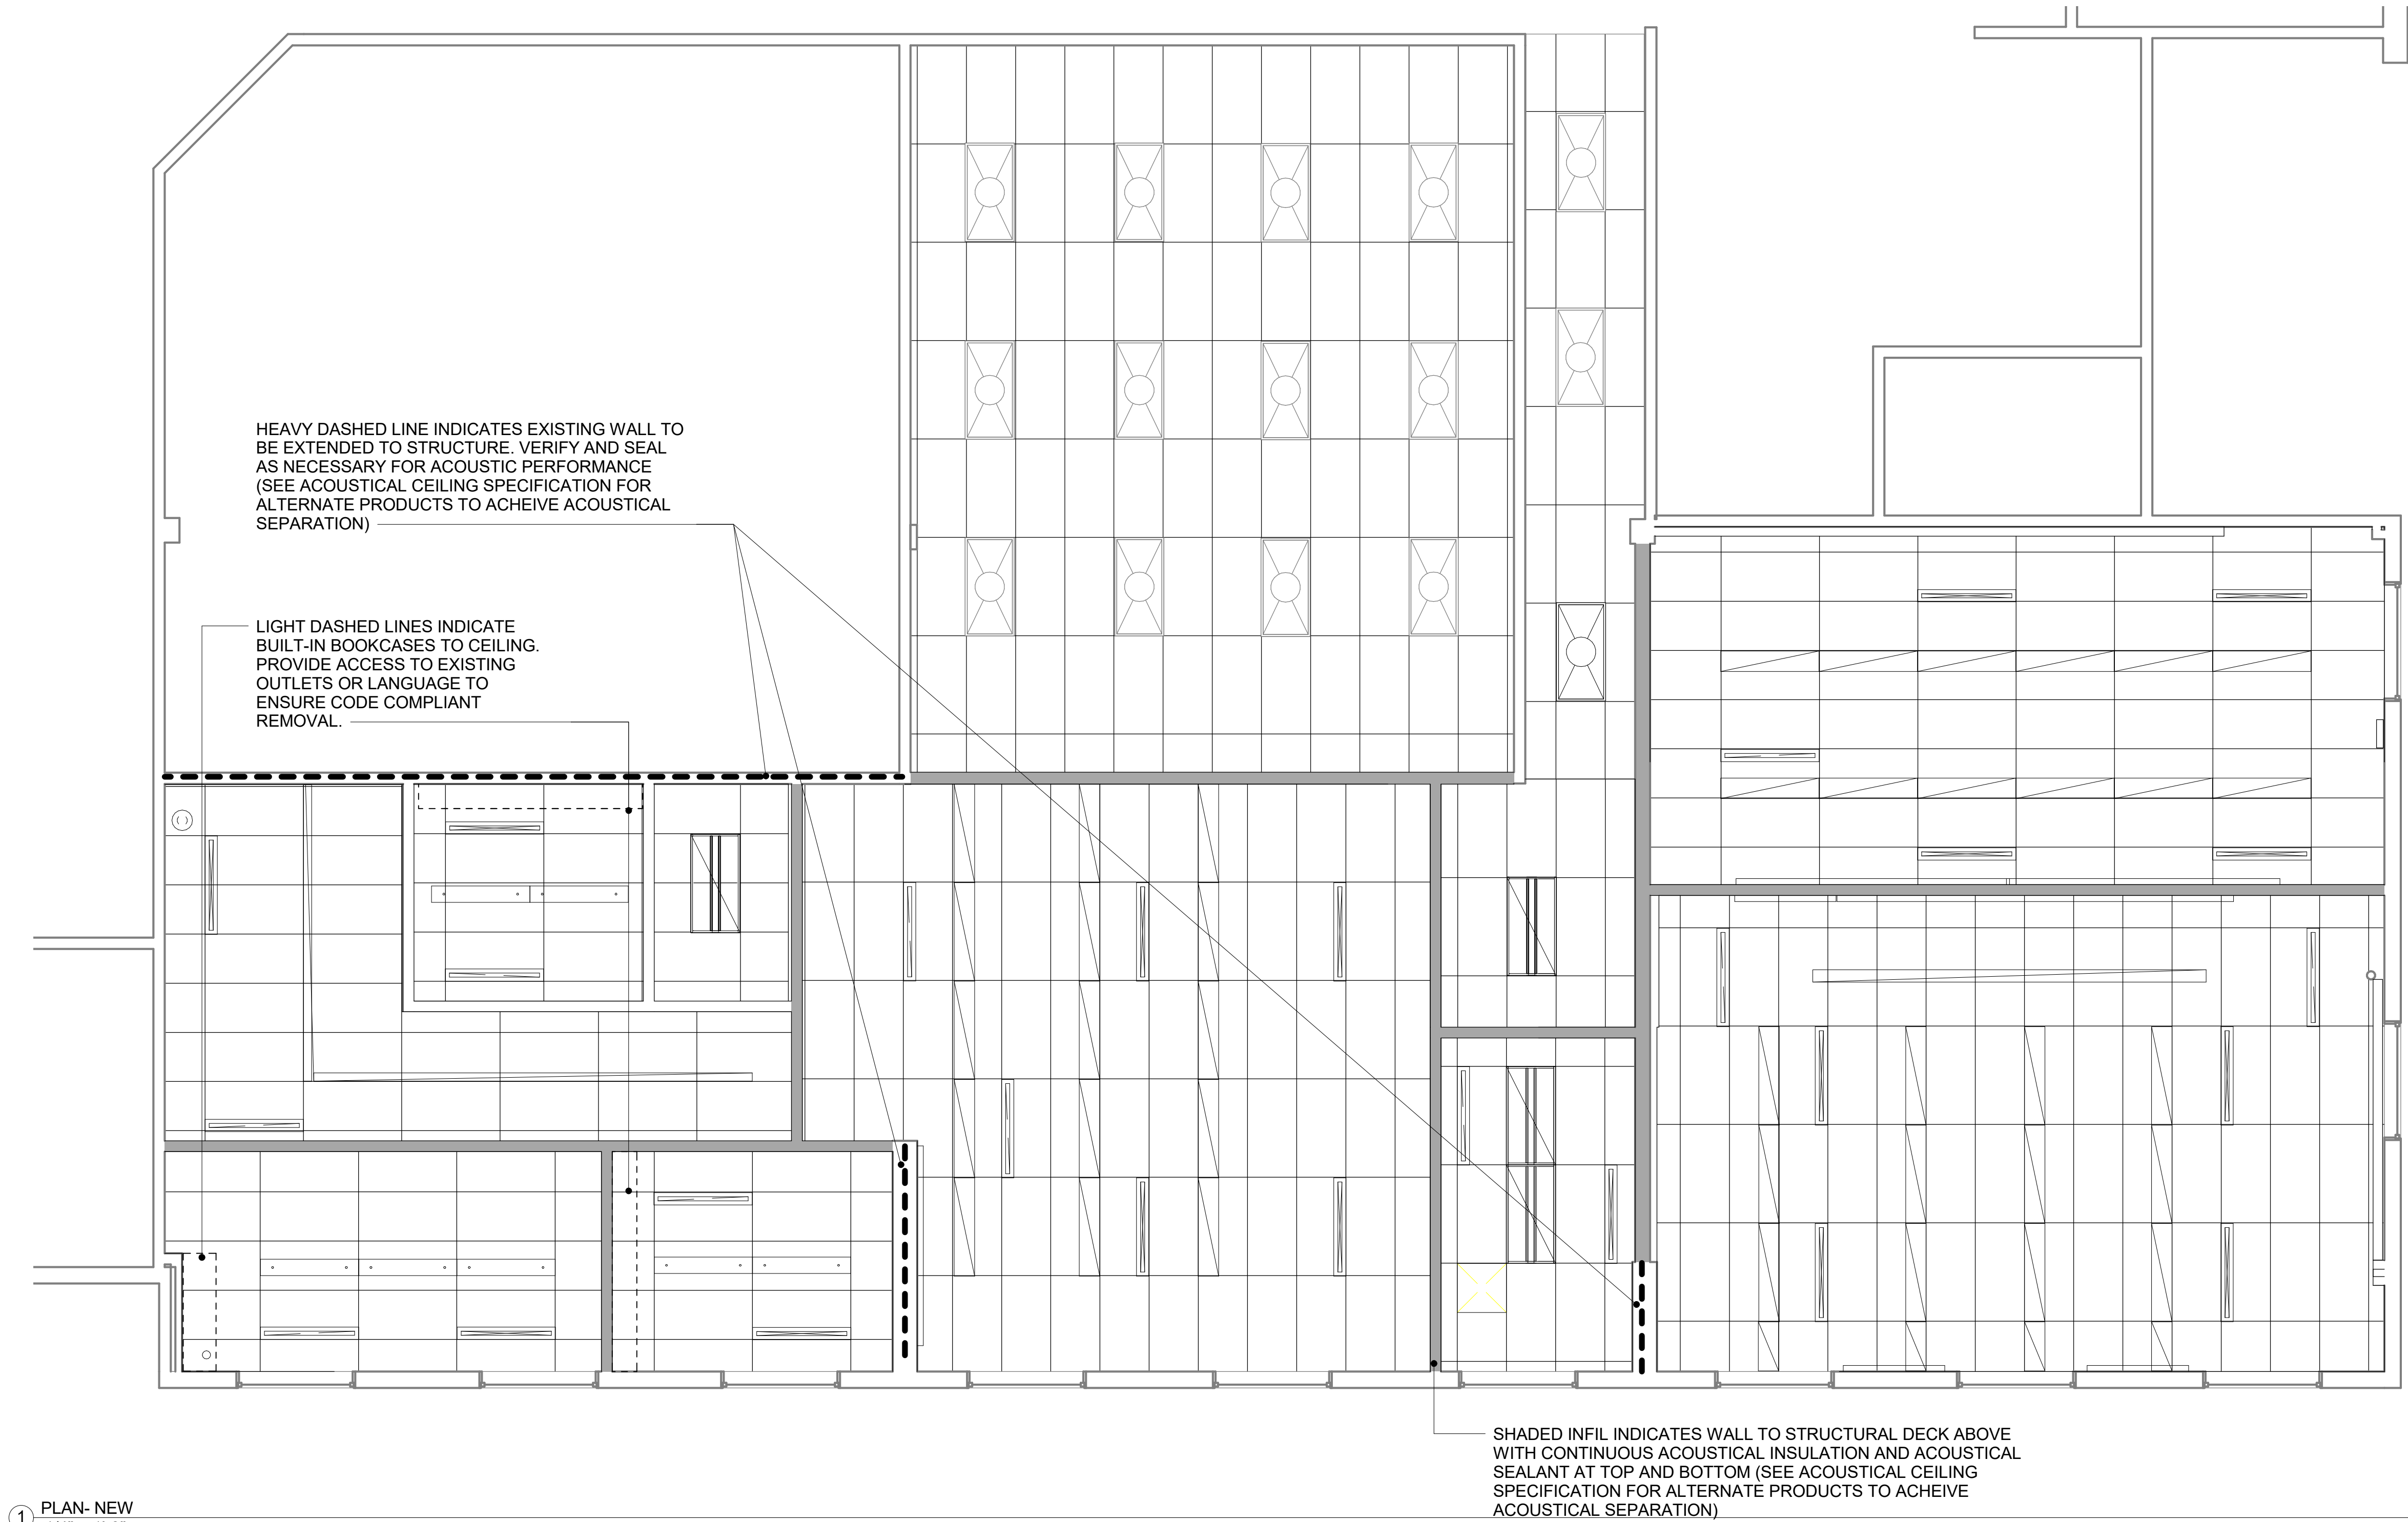 HEAVY DASHED LINE INDICATES EXISTING WALL TO
BE EXTENDED TO STRUCTURE. VERIFY AND SEAL
AS NECESSARY FOR ACOUSTIC PERFORMANCE
(SEE ACOUSTICAL CEILING SPECIFICATION FOR
ALTERNATE PRODUCTS TO ACHEIVE ACOUSTICAL
SEPARATION)
LIGHT DASHED LINES INDICATE
BUILT-IN BOOKCASES TO CEILING.
PROVIDE ACCESS TO EXISTING
OUTLETS OR LANGUAGE TO
ENSURE CODE COMPLIANT
REMOVAL.
SHADED INFIL INDICATES WALL TO STRUCTURAL DECK ABOVE
WITH CONTINUOUS ACOUSTICAL INSULATION AND ACOUSTICAL
SEALANT AT TOP AND BOTTOM (SEE ACOUSTICAL CEILING
SPECIFICATION FOR ALTERNATE PRODUCTS TO ACHEIVE
ACOUSTICAL SEPARATION)
1 PLAN- NEW